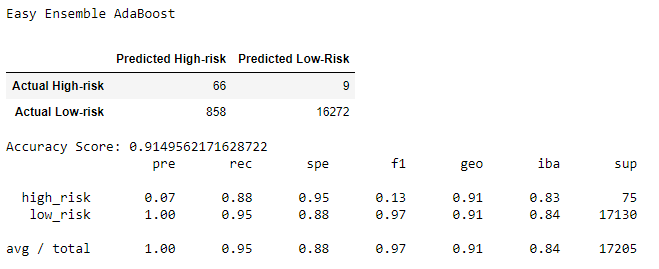 Easy Ensemble AdaBoost
Predicted High-risk Predicted Low-Risk
Actual High-risk 66 9
Actual Low-risk 858 16272
Accuracy Score: 0.9149562171628722
pre rec spe f1 geo iba sup
high_risk 0.07 0.88 0.95 0.13 0.91 0.83 75
low_risk 1.00 0.95 0.88 0.97 0.91 0.84 17130
avg / total 1.00 0.95 0.88 0.97 0.91 0.84 17205